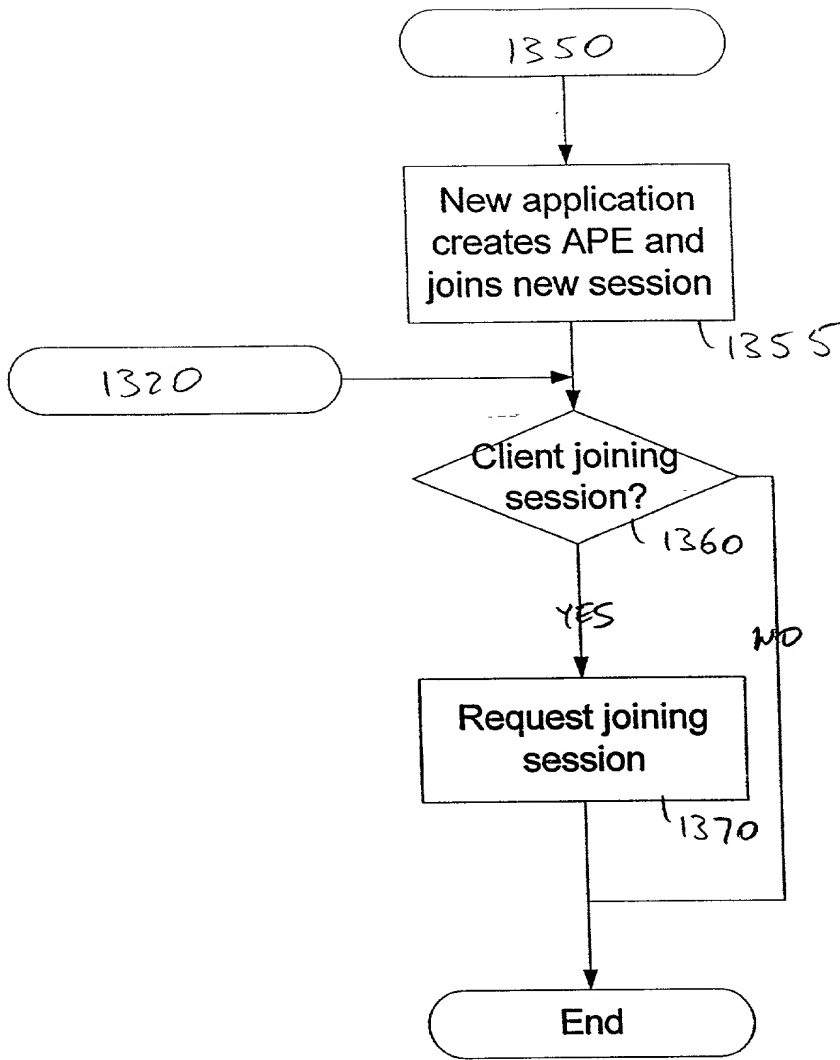 1350
New application
creates APE and
joins new session
1355
1320
Client joining
session?
1360
YES
NO
Request joining
session
1370
End